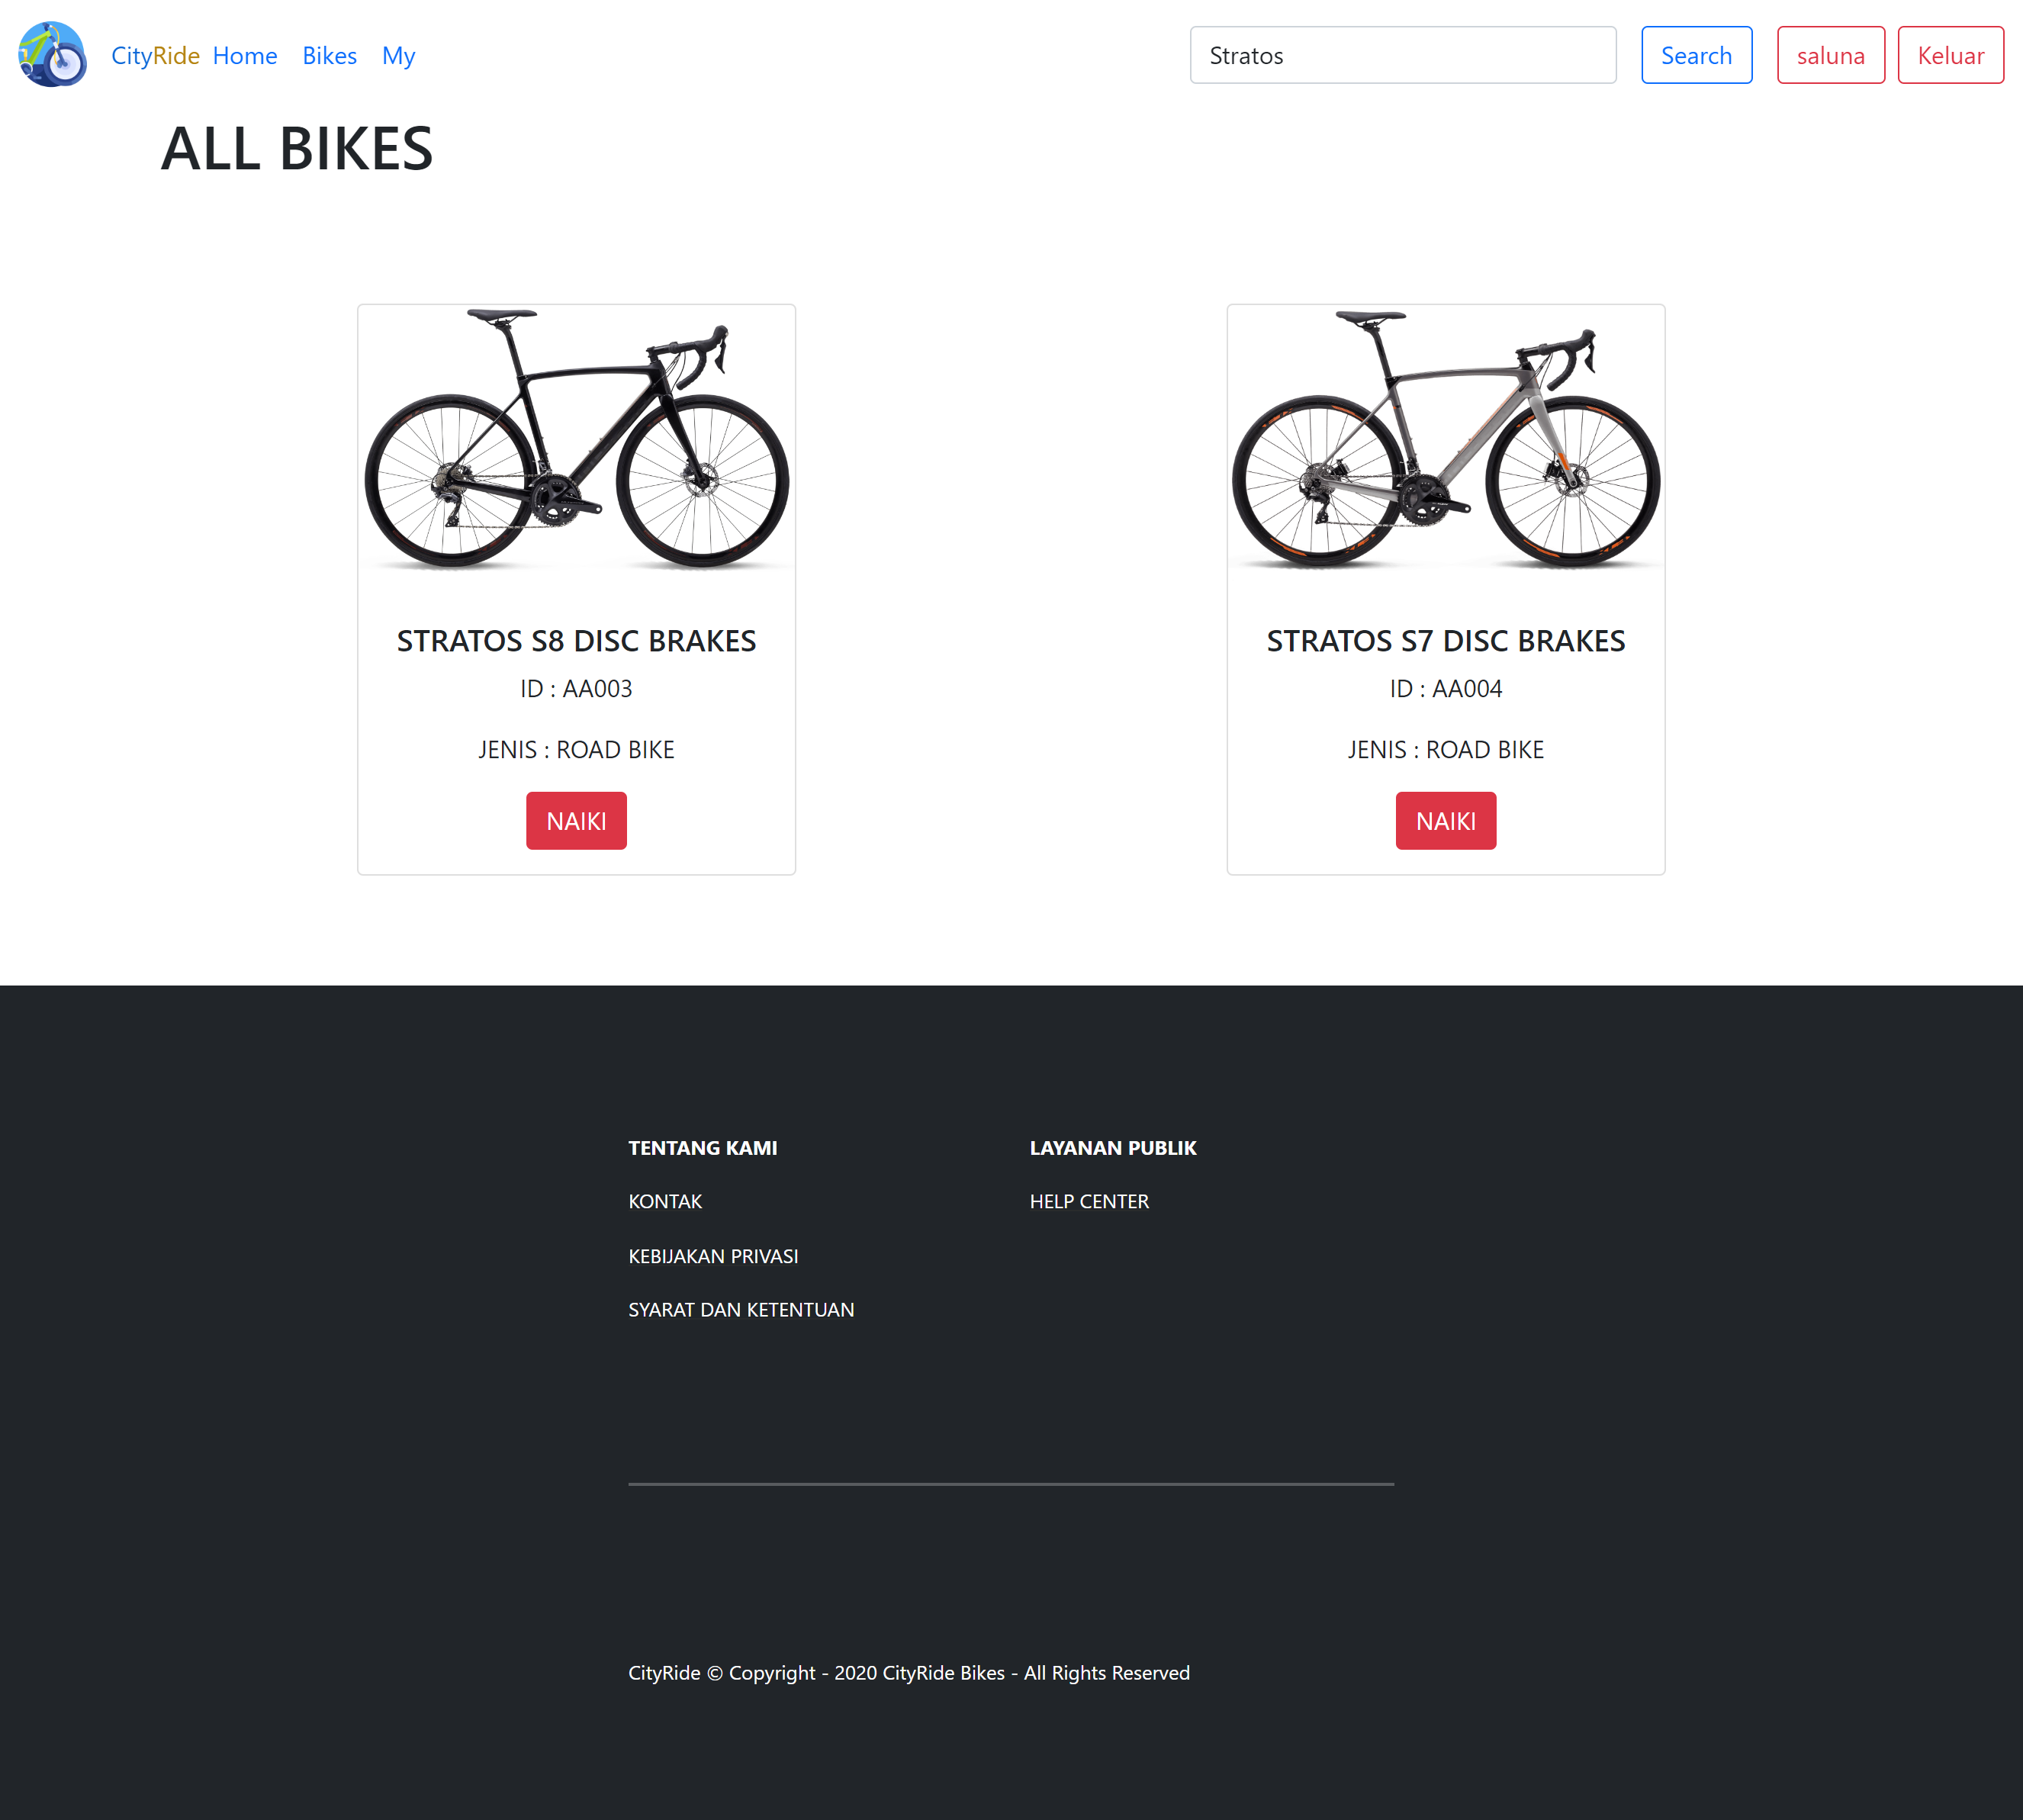 CityRide Home Bikes My Stratos Search saluna Keluar
ALL BIKES
STRATOS S8 DISC BRAKES
ID : AA003
JENIS : ROAD BIKE
NAIKI
STRATOS S7 DISC BRAKES
ID : AA004
JENIS : ROAD BIKE
NAIKI
TENTANG KAMI
KONTAK
KEBIJAKAN PRIVASI
SYARAT DAN KETENTUAN
LAYANAN PUBLIK
HELP CENTER
CityRide © Copyright - 2020 CityRide Bikes - All Rights Reserved